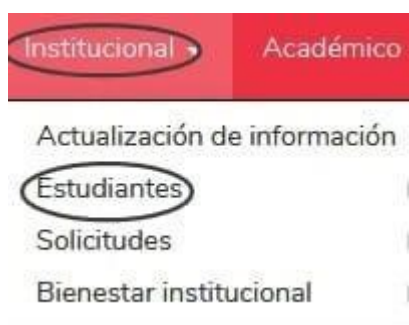 Institucional Académico
Actualización de información
Estudiantes
Solicitudes
Bienestar institucional